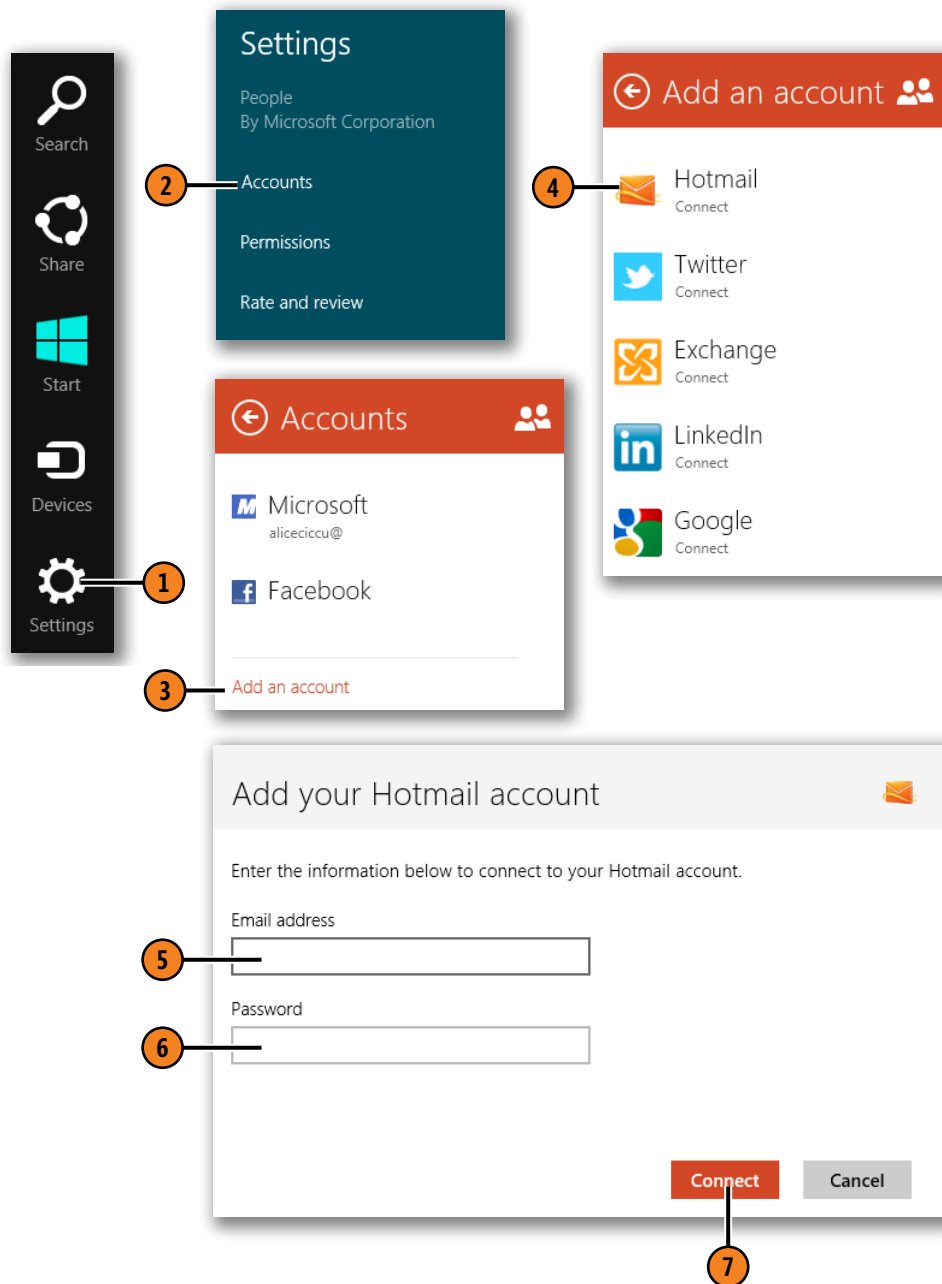 Search
Share
Start
Devices
Settings
1
Settings
People
By Microsoft Corporation
2
Accounts
Permissions
Rate and review
Accounts
Microsoft
aliceciccu@
Facebook
3
Add an account
Add an account
4
Hotmail
Connect
Twitter
Connect
Exchange
Connect
LinkedIn
Connect
Google
Connect
Add your Hotmail account
Enter the information below to connect to your Hotmail account.
Email address
5
Password
6
Connect
Cancel
7